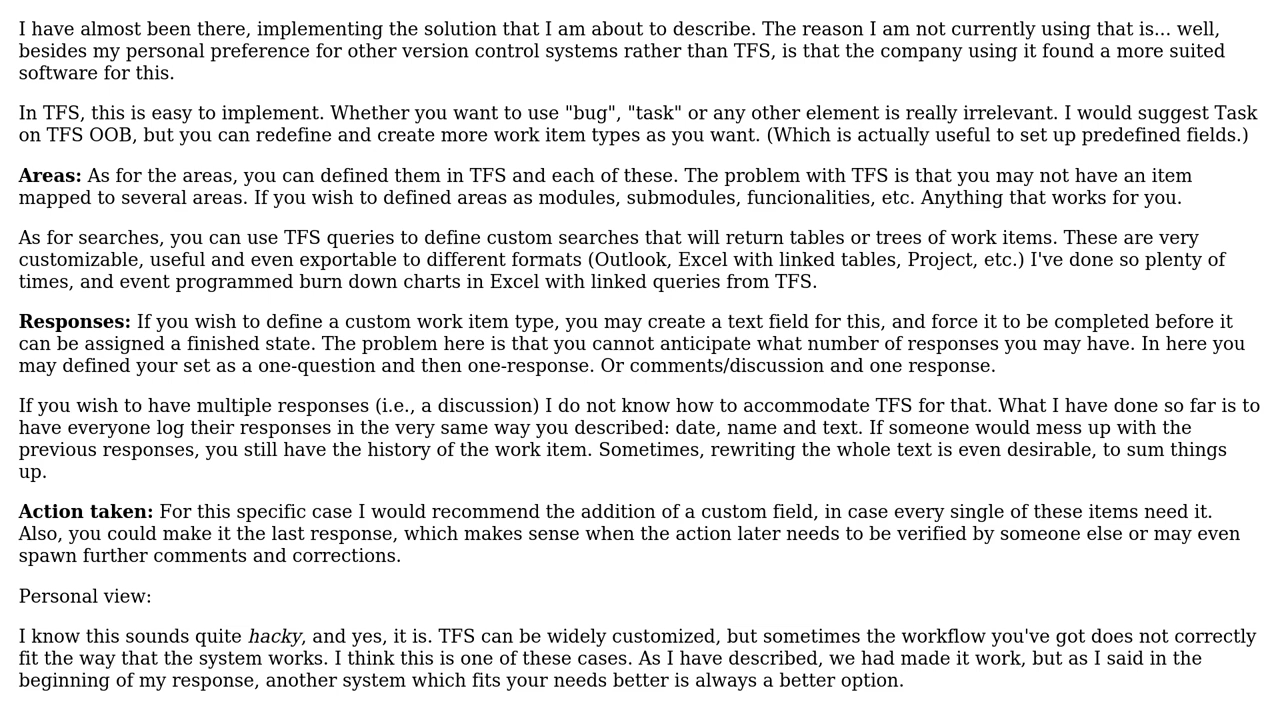 I have almost been there, implementing the solution that I am about to describe. The reason I am not currently using that is... well,
besides my personal preference for other version control systems rather than TFS, is that the company using it found a more suited
software for this.
In TFS, this is easy to implement. Whether you want to use "bug", "task" or any other element is really irrelevant. I would suggest Task
on TFS OOB, but you can redefine and create more work item types as you want. (Which is actually useful to set up predefined fields.)
Areas: As for the areas, you can defined them in TFS and each of these. The problem with TFS is that you may not have an item
mapped to several areas. If you wish to defined areas as modules, submodules, funcionalities, etc. Anything that works for you.
As for searches, you can use TFS queries to define custom searches that will return tables or trees of work items. These are very
customizable, useful and even exportable to different formats (Outlook, Excel with linked tables, Project, etc.) I've done so plenty of
times, and event programmed burn down charts in Excel with linked queries from TFS.
Responses: If you wish to define a custom work item type, you may create a text field for this, and force it to be completed before it
can be assigned a finished state. The problem here is that you cannot anticipate what number of responses you may have. In here you
may defined your set as a one-question and then one-response. Or comments/discussion and one response.
If you wish to have multiple responses (i.e., a discussion) I do not know how to accommodate TFS for that. What I have done so far is to
have everyone log their responses in the very same way you described: date, name and text. If someone would mess up with the
previous responses, you still have the history of the work item. Sometimes, rewriting the whole text is even desirable, to sum things
up.
Action taken: For this specific case I would recommend the addition of a custom field, in case every single of these items need it.
Also, you could make it the last response, which makes sense when the action later needs to be verified by someone else or may even
spawn further comments and corrections.
Personal view:
I know this sounds quite hacky, and yes, it is. TFS can be widely customized, but sometimes the workflow you've got does not correctly
fit the way that the system works. I think this is one of these cases. As I have described, we had made it work, but as I said in the
beginning of my response, another system which fits your needs better is always a better option.